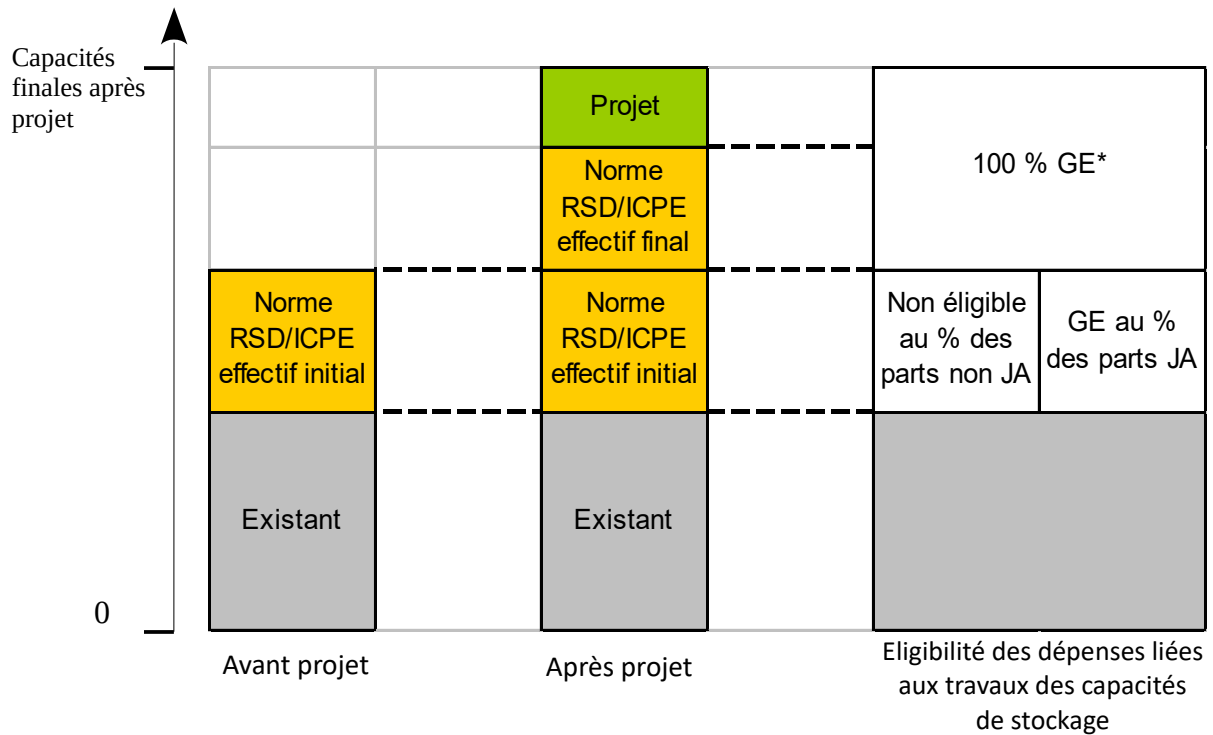 Capacités
finales après
projet
Projet
100 % GE*
Norme
RSD/ICPE
effectif final
Norme
RSD/ICPE
effectif initial
Norme
RSD/ICPE
effectif initial
Non éligible
au % des
parts non JA
GE au %
des parts JA
Existant
Existant
0
Avant projet
Après projet
Eligibilité des dépenses liées
aux travaux des capacités
de stockage